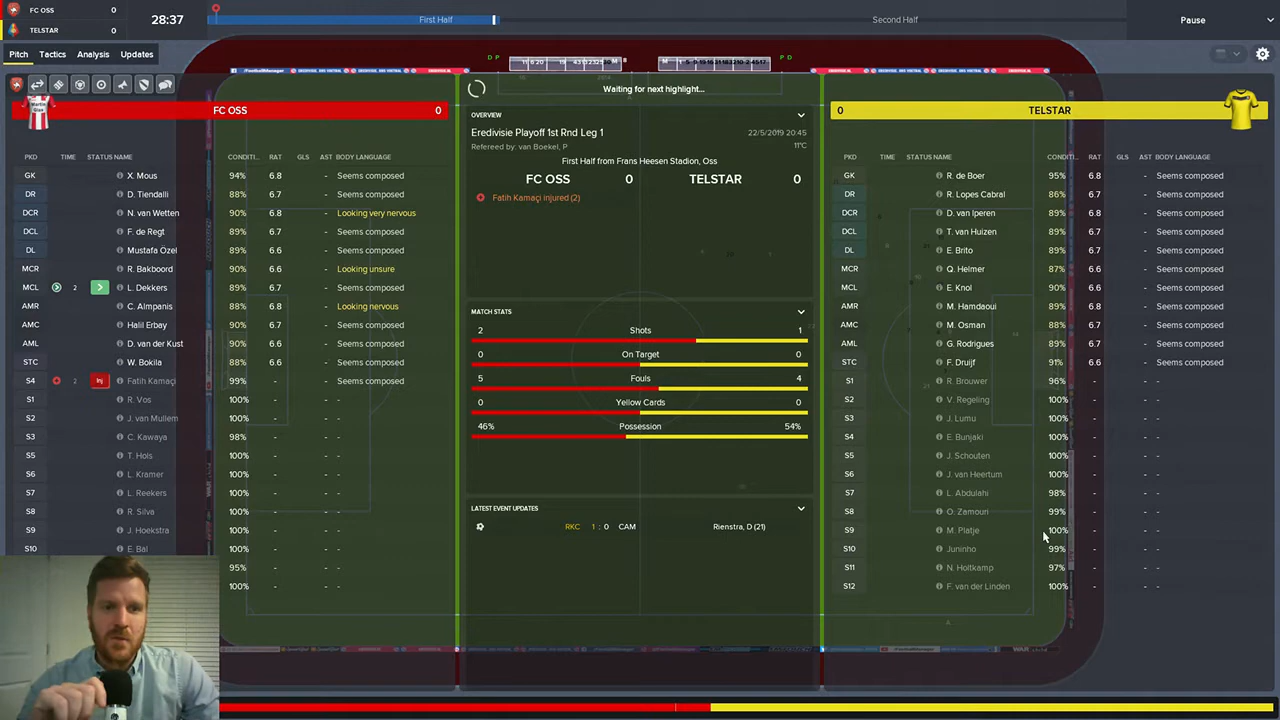 FC OSS 0
TELSTAR 0
28:37
First Half
Second Half
Pause
Pitch Tactics Analysis Updates
D P
P D
Waiting for next highlight...
FC OSS 0
0 TELSTAR
PKD TIME STATUS NAME CONDITI... RAT GLS AST BODY LANGUAGE
GK X. Mous 94% 6.8 - Seems composed
DR D. Tiendalli 88% 6.7 - Seems composed
DCR N. van Wetten 90% 6.8 - Looking very nervous
DCL F. de Regt 89% 6.7 - Seems composed
DL Mustafa Özel 89% 6.6 - Seems composed
MCR R. Bakboord 90% 6.6 - Looking unsure
MCL 2 L. Dekkers 89% 6.7 - Seems composed
AMR C. Almpanis 88% 6.8 - Looking nervous
AMC Halil Erbay 90% 6.7 - Seems composed
AML D. van der Kust 90% 6.6 - Seems composed
STC W. Bokila 88% 6.6 - Seems composed
S4 2 Inj Fatih Kamaçi 99% - - Seems composed
S1 R. Vos 100% - - -
S2 J. van Mullem 100% - - -
S3 C. Kawaya 98% - - -
S5 T. Hols 100% - - -
S6 L. Kramer 100% - - -
S7 L. Reekers 100% - - -
S8 R. Silva 100% - - -
S9 J. Hoekstra 100% - - -
S10 E. Bal 100% - - -
95% - - -
100% - - -
OVERVIEW
Eredivisie Playoff 1st Rnd Leg 1 22/5/2019 20:45
Refereed by: van Boekel, P 11°C
First Half from Frans Heesen Stadion, Oss
FC OSS 0 TELSTAR 0
Fatih Kamaçi injured (2)
MATCH STATS
2 Shots 1
0 On Target 0
5 Fouls 4
0 Yellow Cards 0
46% Possession 54%
LATEST EVENT UPDATES
RKC 1 : 0 CAM Rienstra, D (21)
PKD TIME STATUS NAME CONDITI... RAT GLS AST BODY LANGUAGE
GK R. de Boer 95% 6.8 - Seems composed
DR R. Lopes Cabral 86% 6.7 - Seems composed
DCR D. van Iperen 89% 6.8 - Seems composed
DCL T. van Huizen 89% 6.7 - Seems composed
DL E. Brito 89% 6.7 - Seems composed
MCR Q. Helmer 87% 6.6 - Seems composed
MCL E. Knol 90% 6.6 - Seems composed
AMR M. Hamdaoui 89% 6.8 - Seems composed
AMC M. Osman 88% 6.7 - Seems composed
AML G. Rodrigues 89% 6.7 - Seems composed
STC F. Druijf 91% 6.6 - Seems composed
S1 R. Brouwer 96% - - -
S2 V. Regeling 100% - - -
S3 J. Lumu 100% - - -
S4 E. Bunjaki 100% - - -
S5 J. Schouten 100% - - -
S6 J. van Heertum 100% - - -
S7 L. Abdulahi 98% - - -
S8 O. Zamouri 99% - - -
S9 M. Platje 100% - - -
S10 Juninho 99% - - -
S11 N. Holtkamp 97% - - -
S12 F. van der Linden 100% - - -